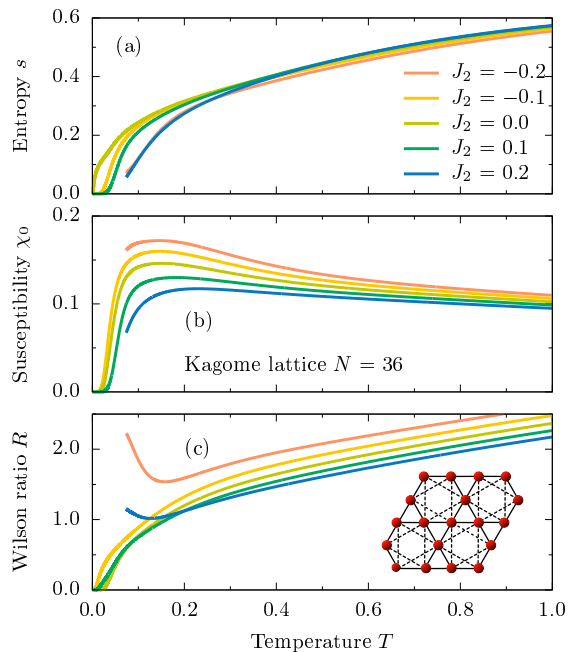 0.6
(a)
Entropy s
0.4
0.2
0.0
J₂ = −0.2
J₂ = −0.1
J₂ = 0.0
J₂ = 0.1
J₂ = 0.2
0.2
Susceptibility χ₀
0.1
0.0
(b)
Kagome lattice N = 36
(c)
Wilson ratio R
2.0
1.0
0.0
0.0 0.2 0.4 0.6 0.8 1.0
Temperature T